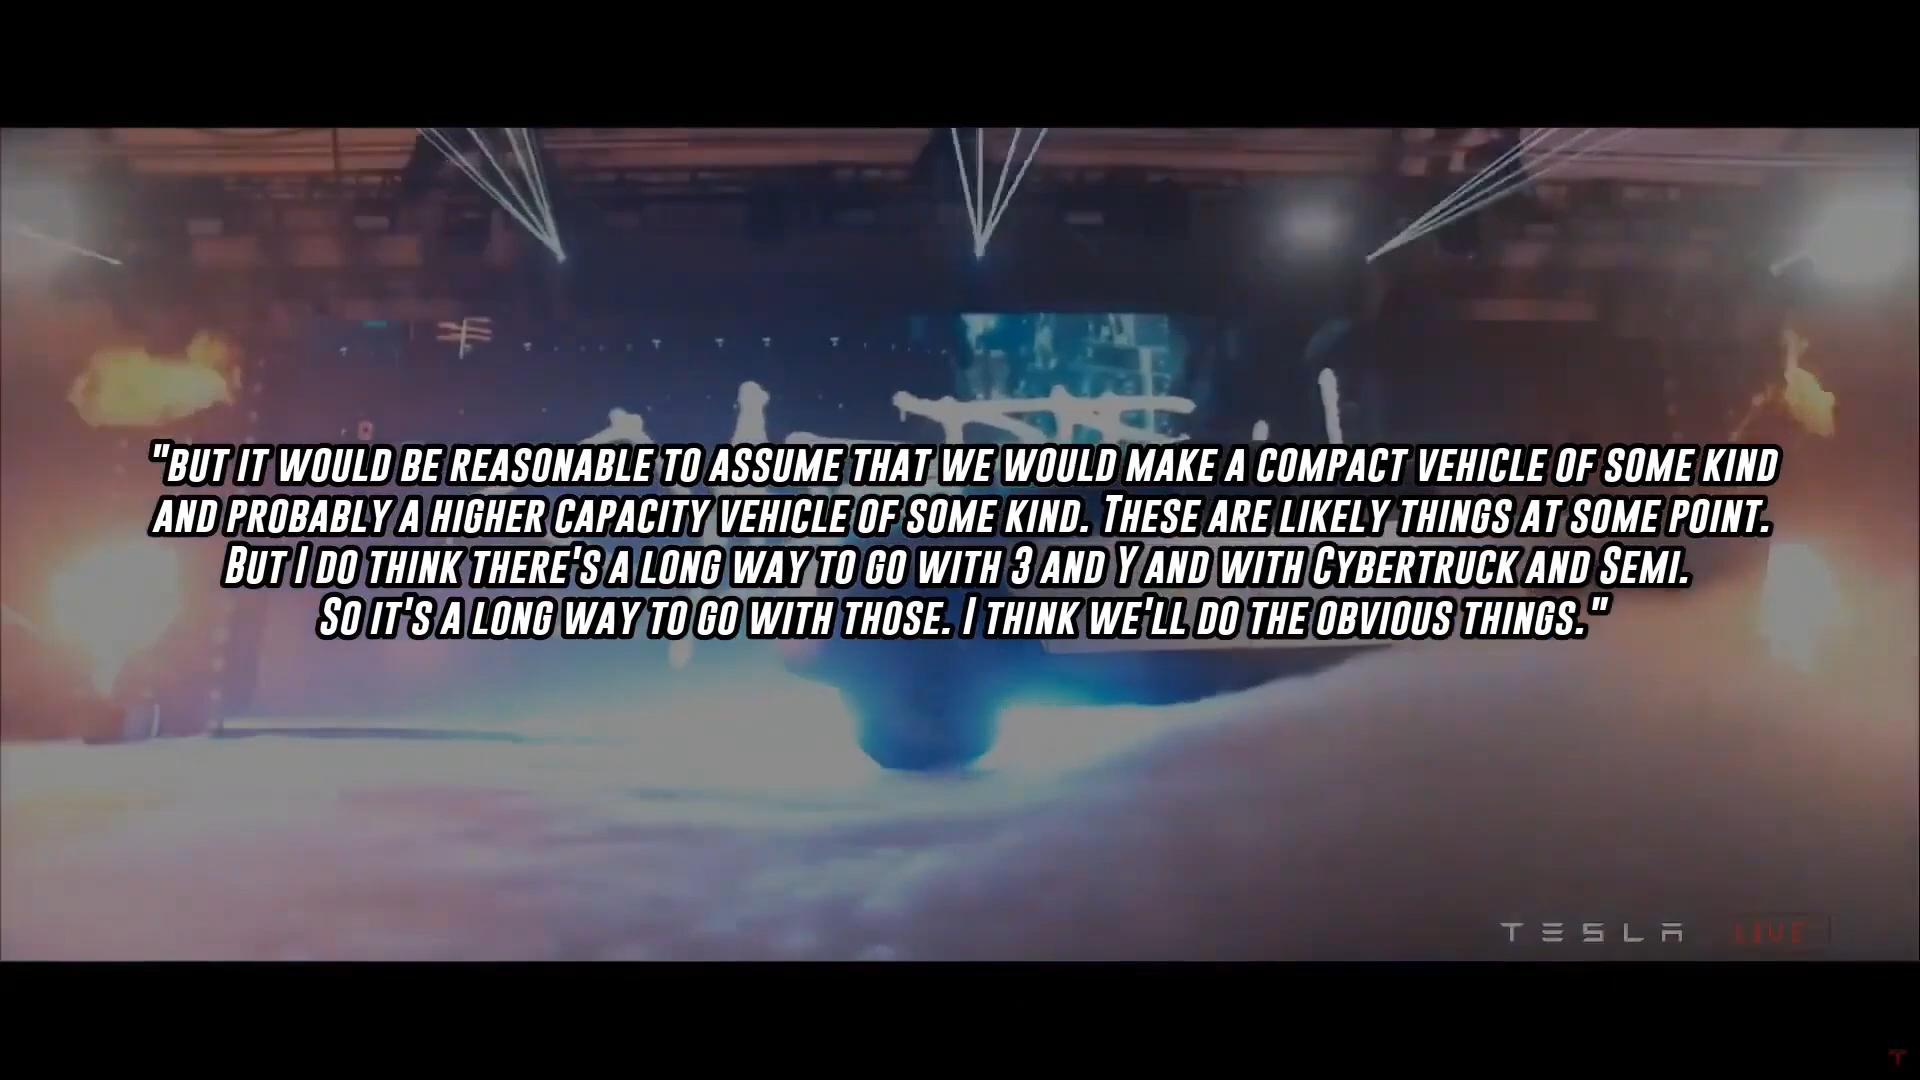 "but it would be reasonable to assume that we would make a compact vehicle of some kind
and probably a higher capacity vehicle of some kind. These are likely things at some point.
But I do think there's a long way to go with 3 and Y and with Cybertruck and Semi.
So it's a long way to go with those. I think we'll do the obvious things."
TESLA LIVE